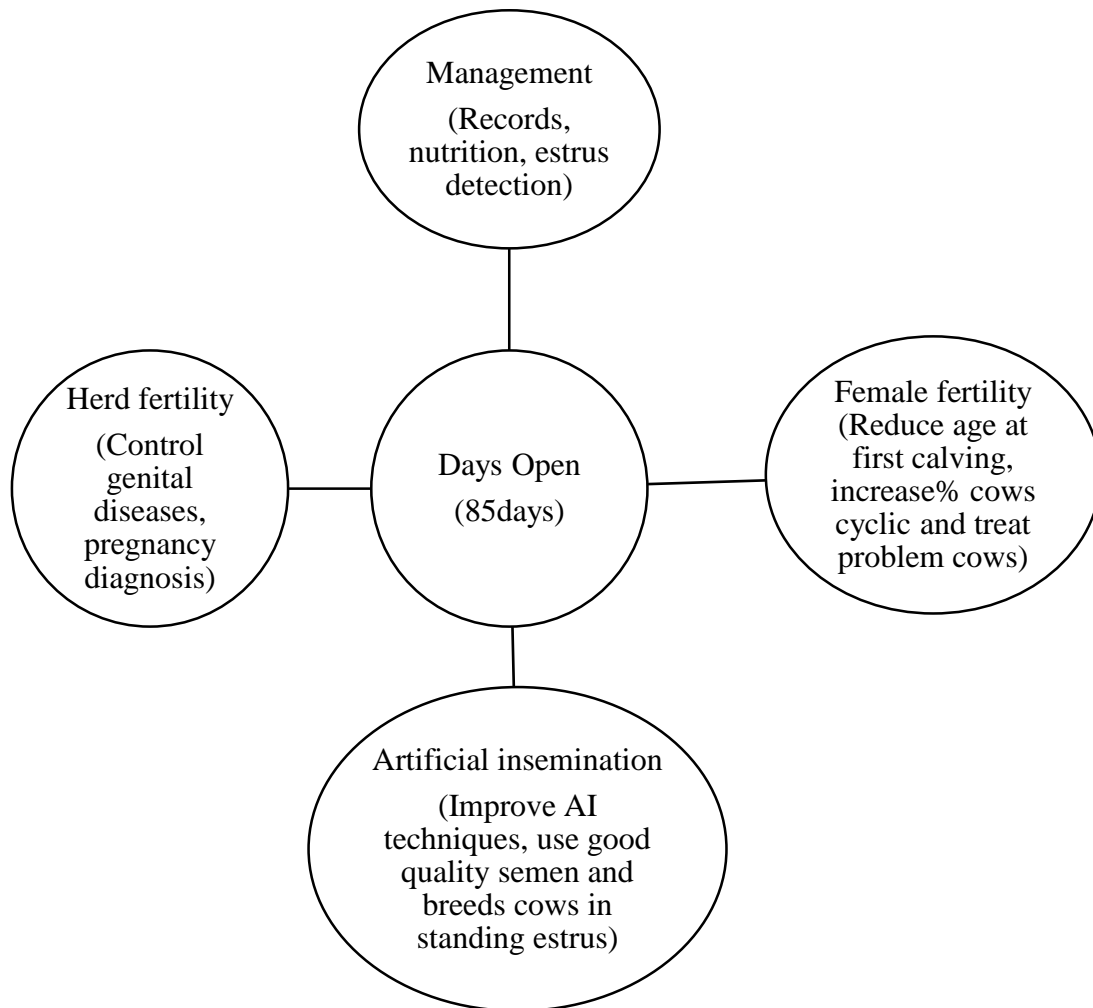 Management
(Records,
nutrition, estrus
detection)
Herd fertility
(Control
genital
diseases,
pregnancy
diagnosis)
Days Open
(85days)
Female fertility
(Reduce age at
first calving,
increase% cows
cyclic and treat
problem cows)
Artificial insemination
(Improve AI
techniques, use good
quality semen and
breeds cows in
standing estrus)